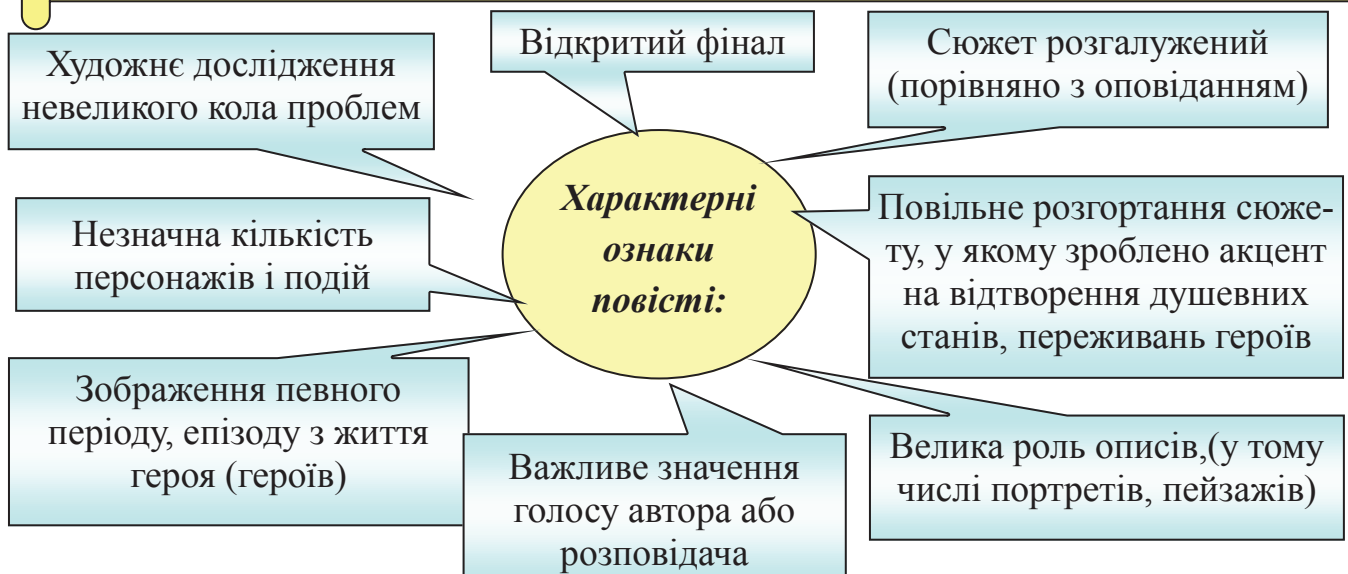 Художнє дослідження
невеликого кола проблем
Відкритий фінал
Сюжет розгалужений
(порівняно з оповіданням)
Незначна кількість
персонажів і подій
Характерні
ознаки
повісті:
Повільне розгортання сюже-
ту, у якому зроблено акцент
на відтворення душевних
станів, переживань героїв
Зображення певного
періоду, епізоду з життя
героя (героїв)
Важливе значення
голосу автора або
розповідача
Велика роль описів,(у тому
числі портретів, пейзажів)